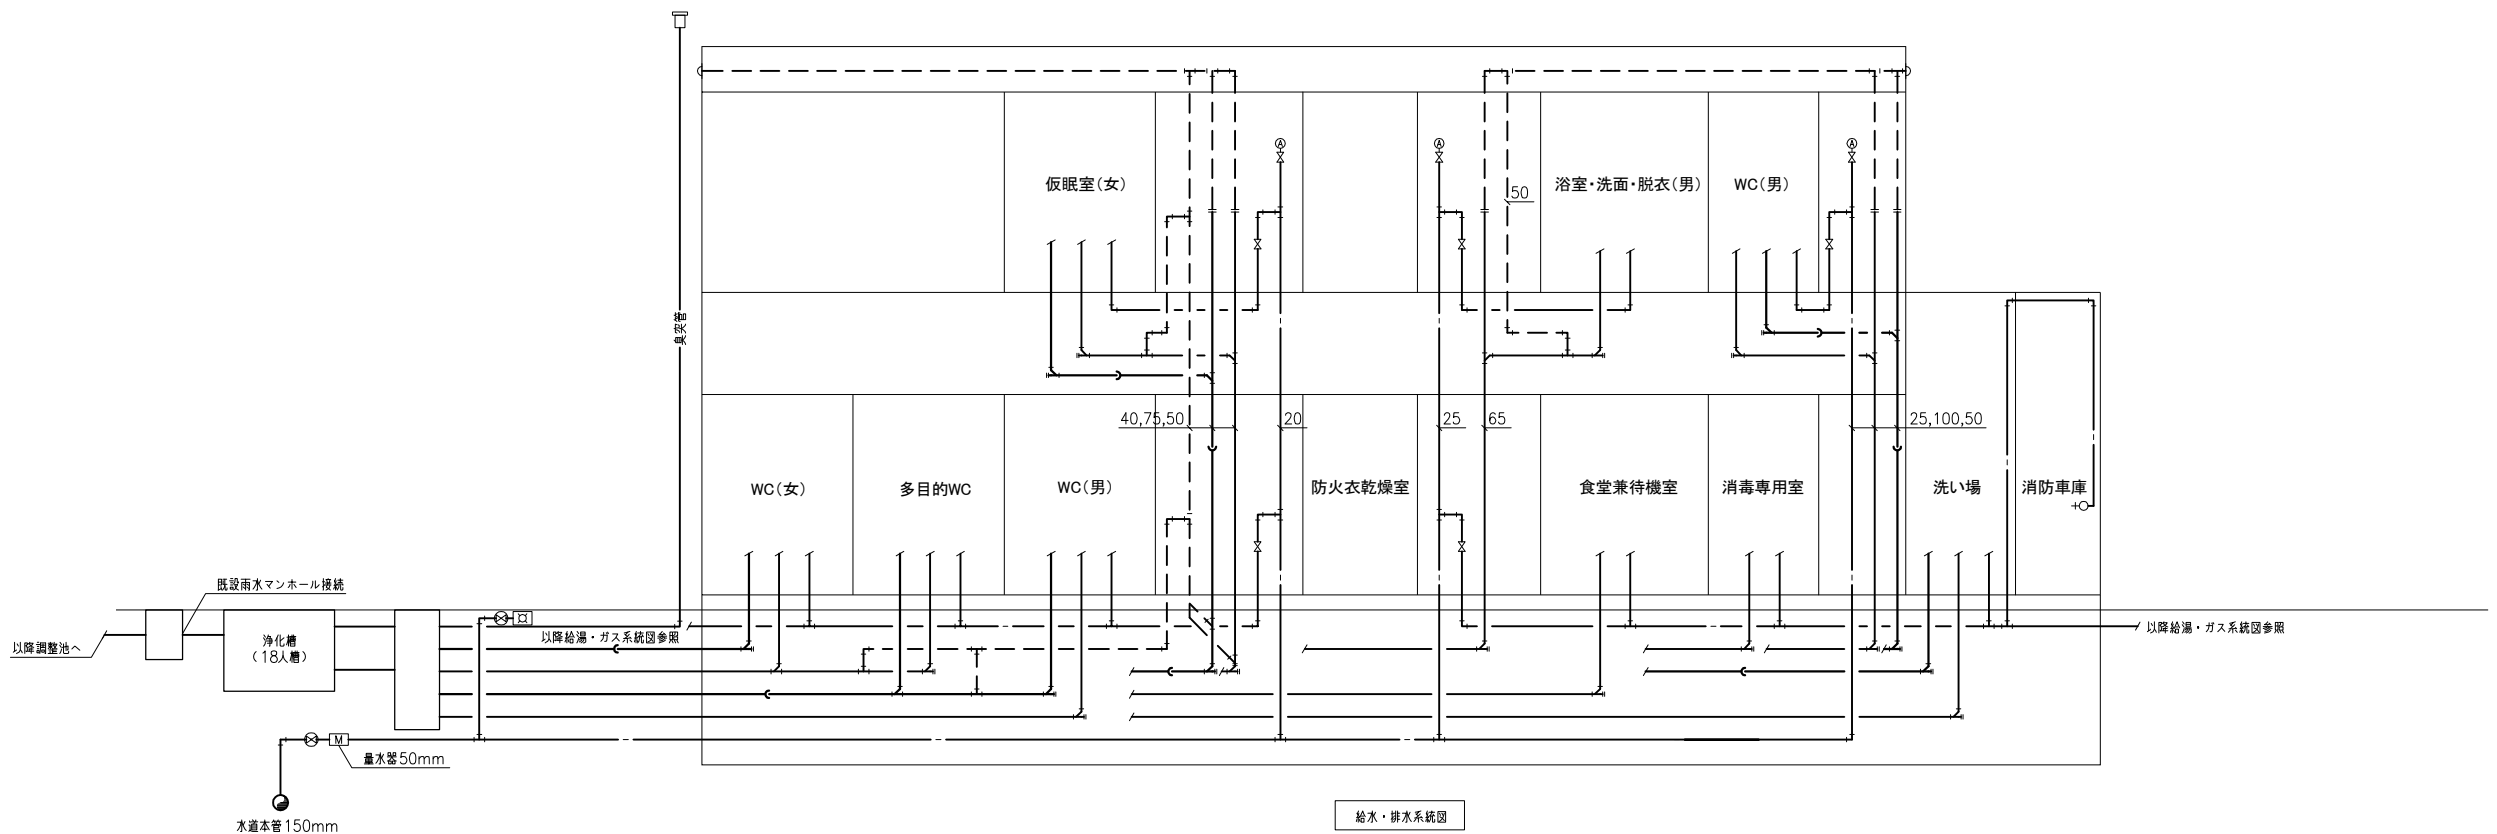 A
A
A
仮眠室(女)
浴室・洗面・脱衣(男)
WC(男)
50
臭突管
40,75,50
20
25
65
25,100,50
WC(女)
多目的WC
WC(男)
防火衣乾燥室
食堂兼待機室
消毒専用室
洗い場
消防車庫
既設雨水マンホール接続
以降調整池へ
浄化槽
(18人槽)
以降給湯・ガス系統図参照
以降給湯・ガス系統図参照
M
量水器50mm
水道本管150mm
給水・排水系統図